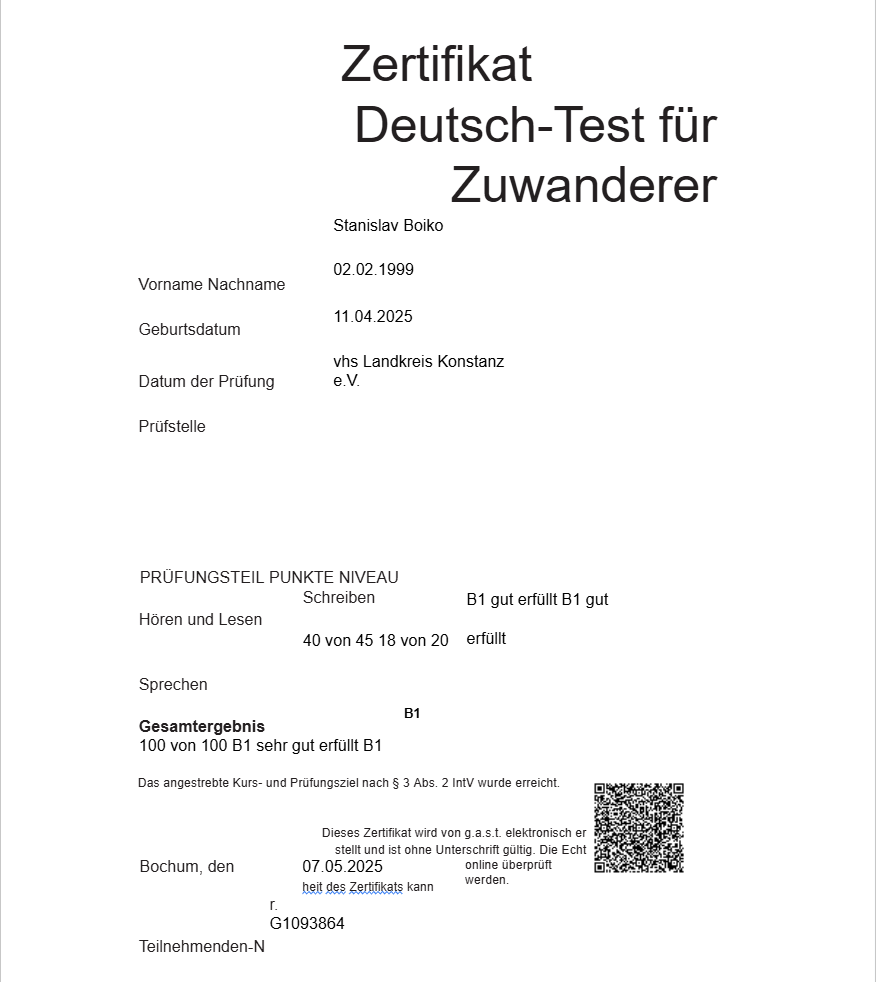 Zertifikat
Deutsch-Test für
Zuwanderer
Stanislav Boiko
02.02.1999
Vorname Nachname
11.04.2025
Geburtsdatum
vhs Landkreis Konstanz
e.V.
Datum der Prüfung
Prüfstelle
PRÜFUNGSTEIL PUNKTE NIVEAU
Schreiben
B1 gut erfüllt B1 gut
Hören und Lesen
40 von 45 18 von 20
erfüllt
Sprechen
B1
Gesamtergebnis
100 von 100 B1 sehr gut erfüllt B1
Das angestrebte Kurs- und Prüfungsziel nach § 3 Abs. 2 IntV wurde erreicht.
Dieses Zertifikat wird von g.a.s.t. elektronisch er
stellt und ist ohne Unterschrift gültig. Die Echt
Bochum, den
07.05.2025
heit des Zertifikats kann
online überprüft
werden.
r.
G1093864
Teilnehmenden-N